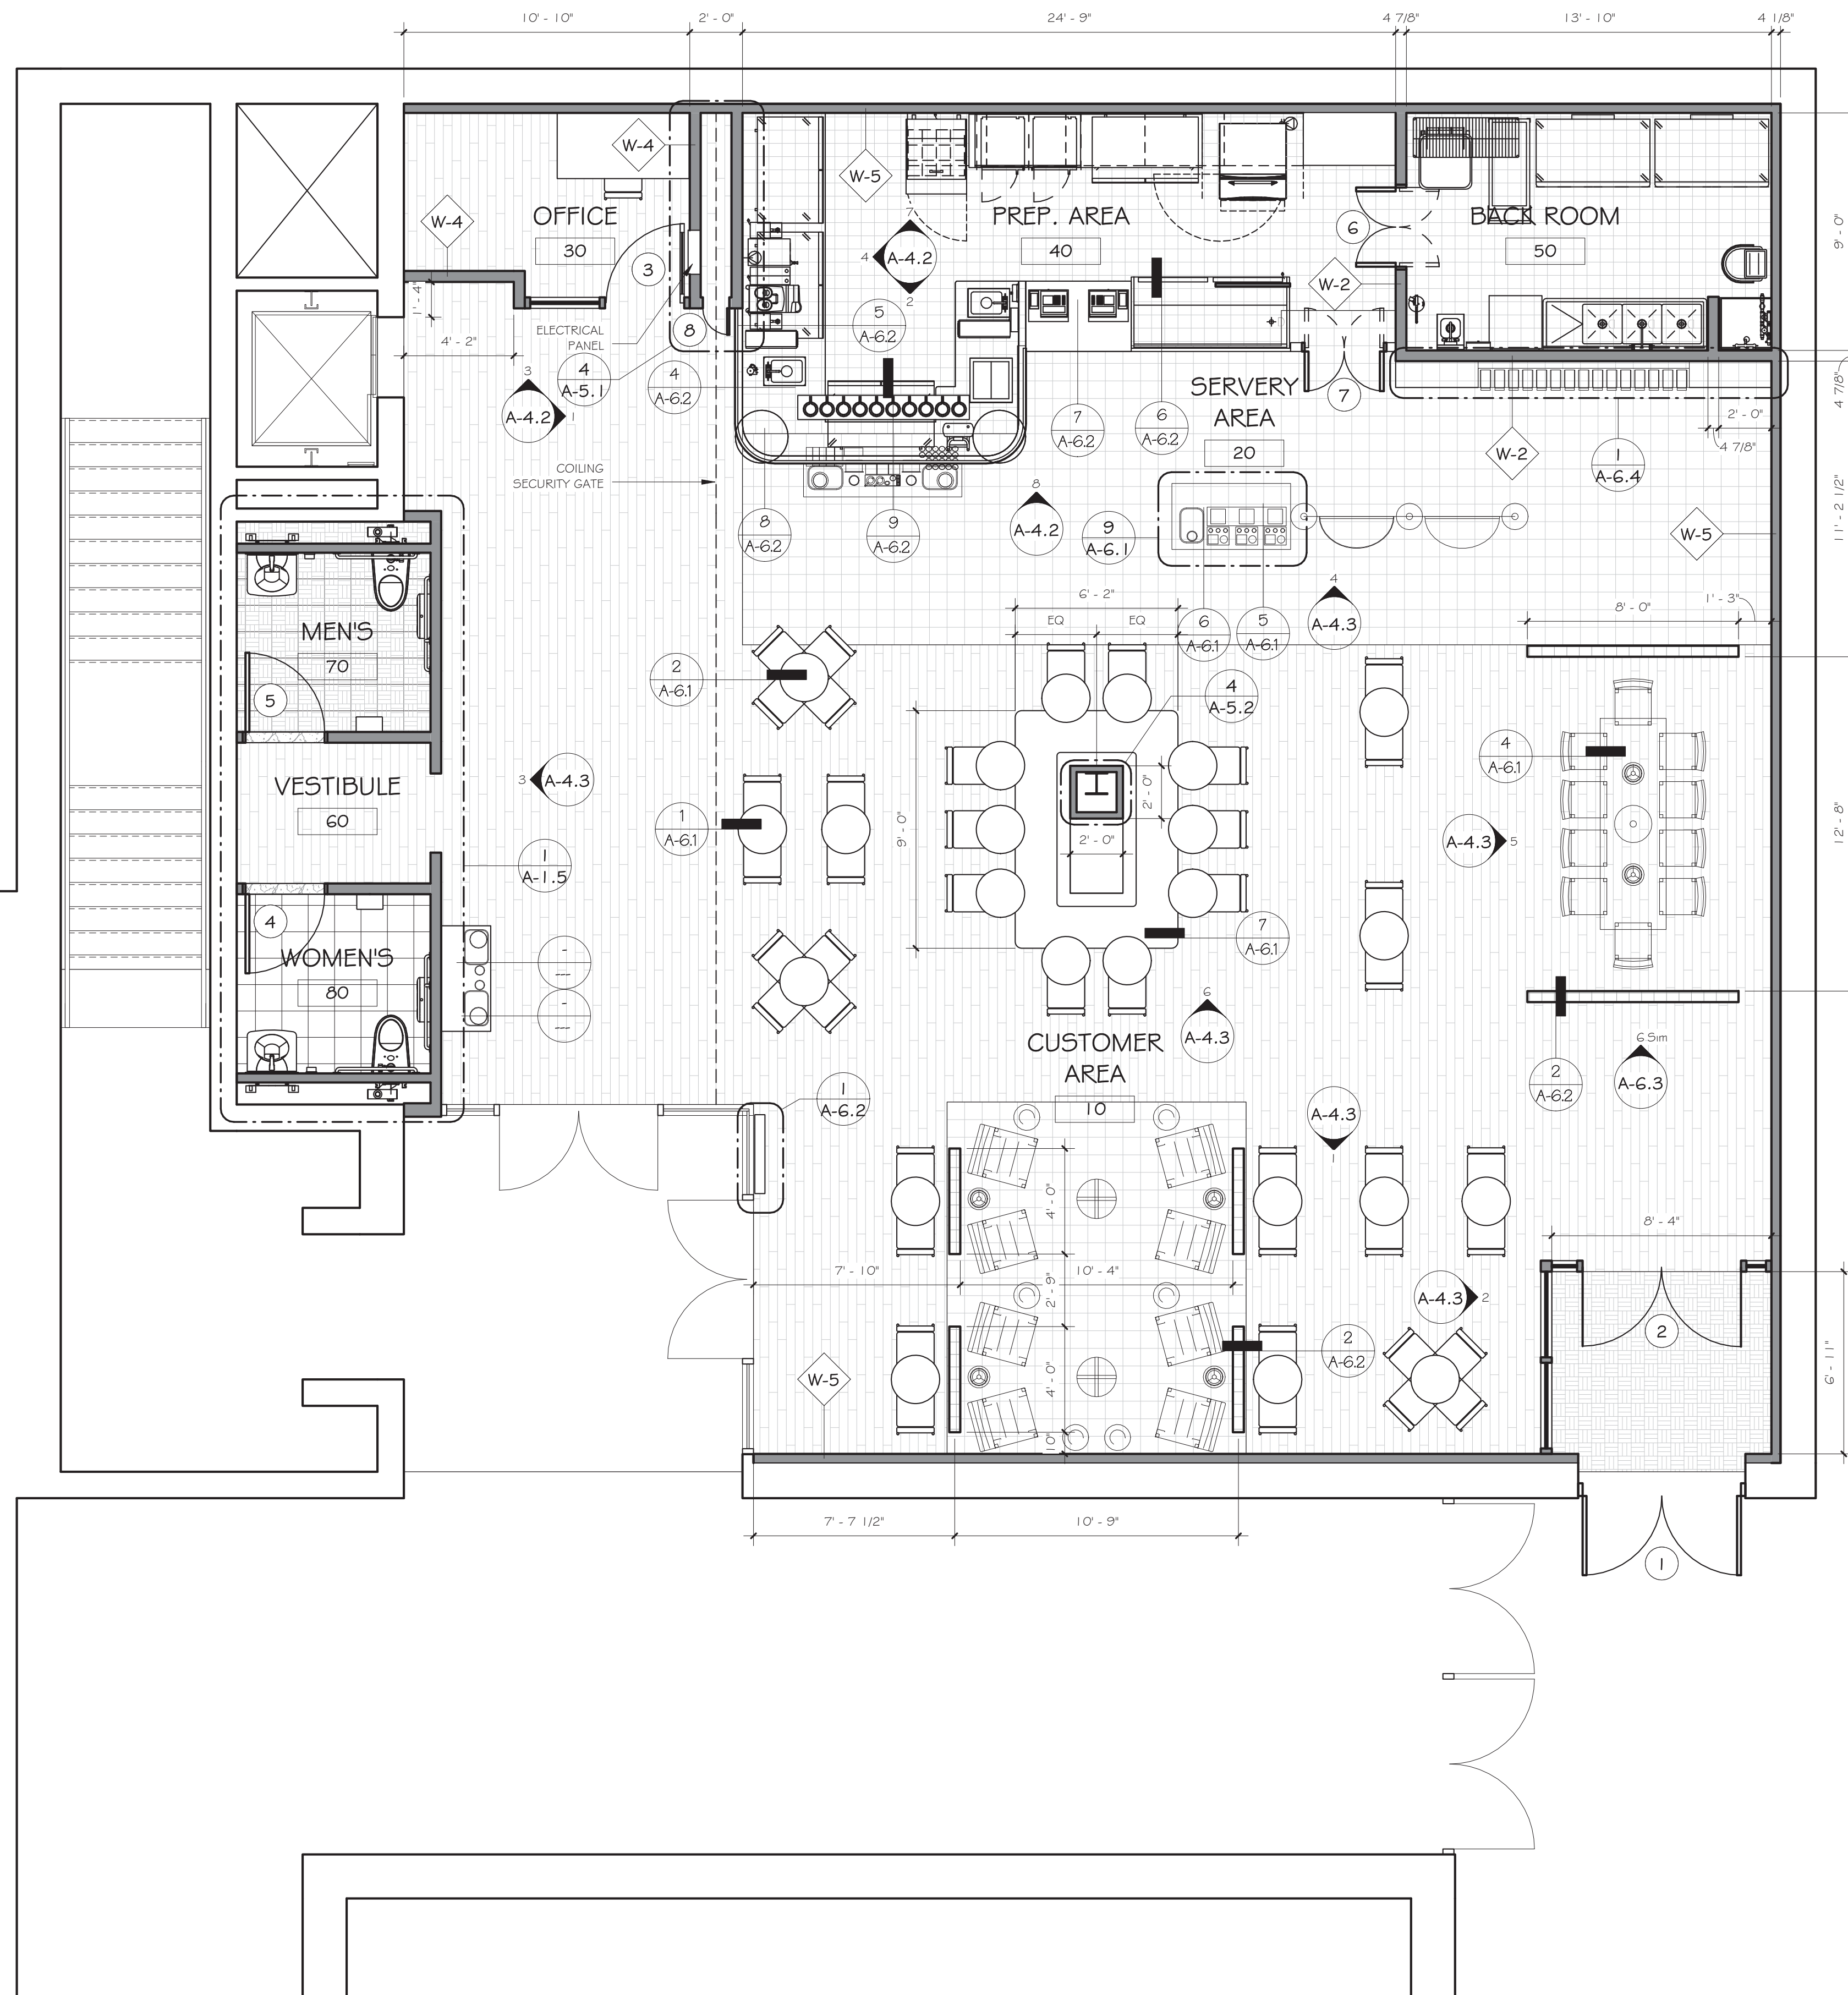 10' - 10"
2' - 0"
24' - 9"
4 7/8"
13' - 10"
4 1/8"
W-4
W-5
W-4
OFFICE
30
PREP. AREA
40
BACK ROOM
50
9' - 0"
7
4 A-4.2
2
6
3
W-2
1' - 4"
ELECTRICAL
PANEL
8
5
A-6.2
4' - 2"
4
A-5.1
4
A-6.2
3
A-4.2 1
SERVERY
AREA
20
7
A-6.2
6
A-6.2
7
4 7/8"
2' - 0"
4 7/8"
W-2
1
A-6.4
COILING
SECURITY GATE
8
A-6.2
9
A-6.2
8
A-4.2
9
A-6.1
W-5
11' - 2 1/2"
6' - 2"
EQ
EQ
6
A-6.1
5
A-6.1
4
A-4.3
8' - 0"
1' - 3"
MEN'S
70
5
2
A-6.1
4
A-5.2
4
A-6.1
VESTIBULE
60
3 A-4.3
1
A-6.1
9' - 0"
2' - 0"
2' - 0"
A-4.3 5
12' - 8"
1
A-1.5
4
WOMEN'S
80
-
---
-
---
7
A-6.1
6
A-4.3
CUSTOMER
AREA
10
6 Sim
A-6.3
2
A-6.2
1
A-6.2
A-4.3
1
4' - 0"
8' - 4"
7' - 10"
10' - 4"
2' - 9"
A-4.3 2
2
2
A-6.2
4' - 0"
W-5
10"
6' - 11"
7' - 7 1/2"
10' - 9"
1